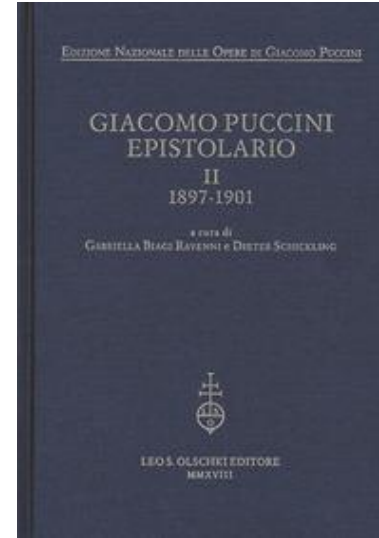 EDIZIONE NAZIONALE DELLE OPERE DI GIACOMO PUCCINI
GIACOMO PUCCINI
EPISTOLARIO
II
1897-1901
a cura di
GABRIELLA BIAGI RAVENNI e DIETER SCHICKLING
LEO S. OLSCHKI EDITORE
MMXVIII